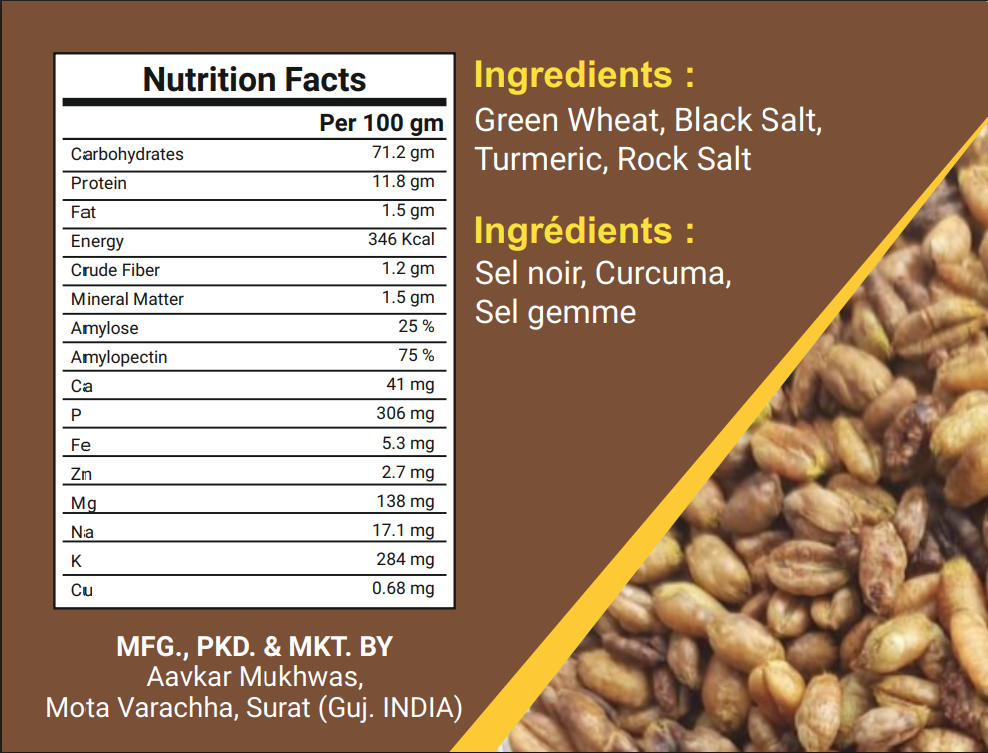 Nutrition Facts
Per 100 gm
Carbohydrates 71.2 gm
Protein 11.8 gm
Fat 1.5 gm
Energy 346 Kcal
Crude Fiber 1.2 gm
Mineral Matter 1.5 gm
Amylose 25 %
Amylopectin 75 %
Ca 41 mg
P 306 mg
Fe 5.3 mg
Zn 2.7 mg
Mg 138 mg
Na 17.1 mg
K 284 mg
Cu 0.68 mg
MFG., PKD. & MKT. BY
Aavkar Mukhwas,
Mota Varachha, Surat (Guj. INDIA)
Ingredients :
Green Wheat, Black Salt,
Turmeric, Rock Salt
Ingrédients :
Sel noir, Curcuma,
Sel gemme